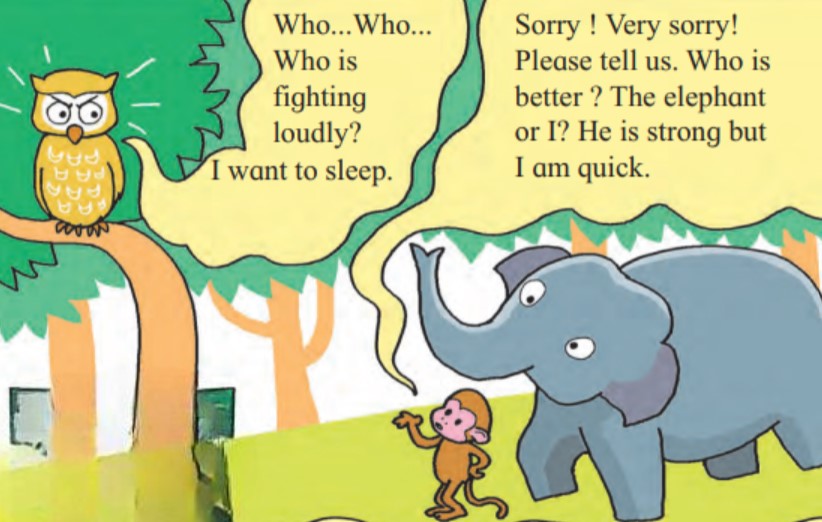 Who...Who...
Who is
fighting
loudly?
I want to sleep.
Sorry ! Very sorry!
Please tell us. Who is
better ? The elephant
or I? He is strong but
I am quick.